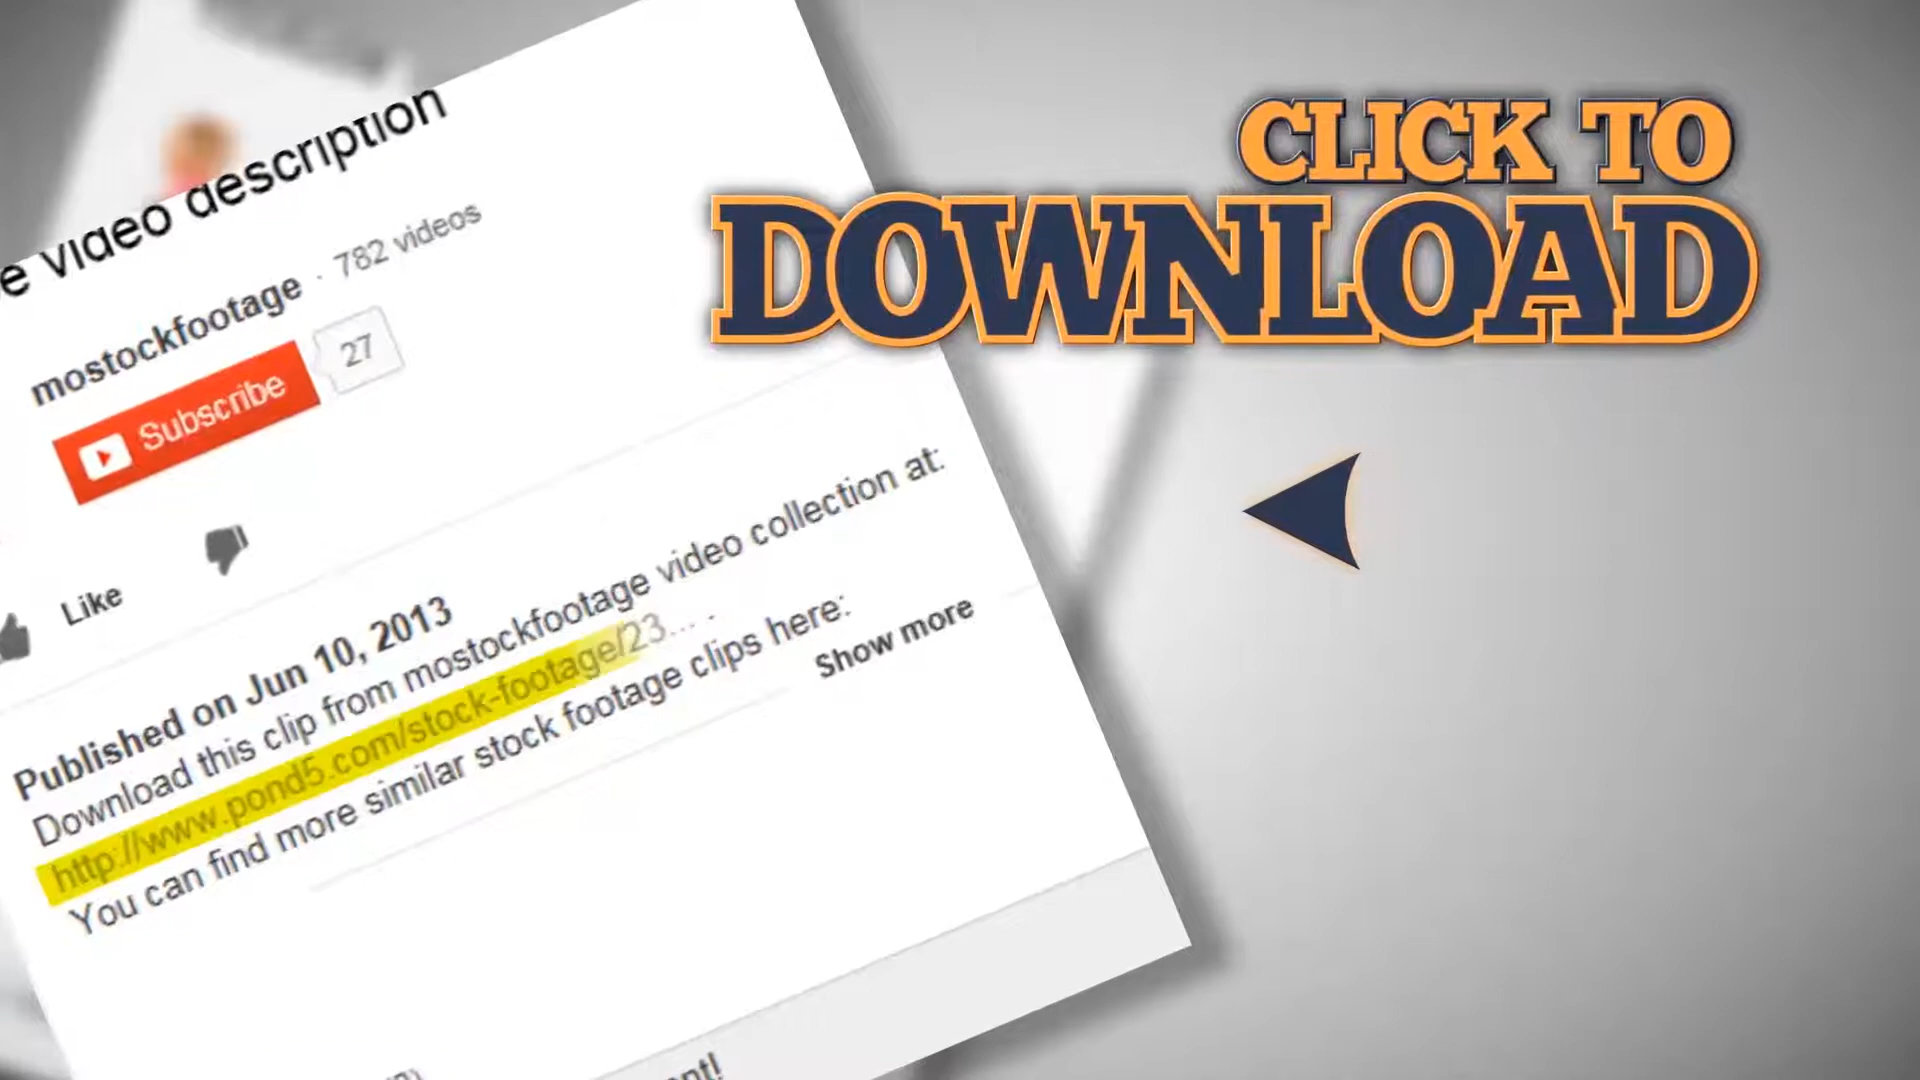 CLICK TO
DOWNLOAD
video description
mostockfootage · 782 videos
Subscribe 27
Like
Published on Jun 10, 2013
Download this clip from mostockfootage video collection at:
http://www.pond5.com/stock-footage/23...
You can find more similar stock footage clips here:
Show more